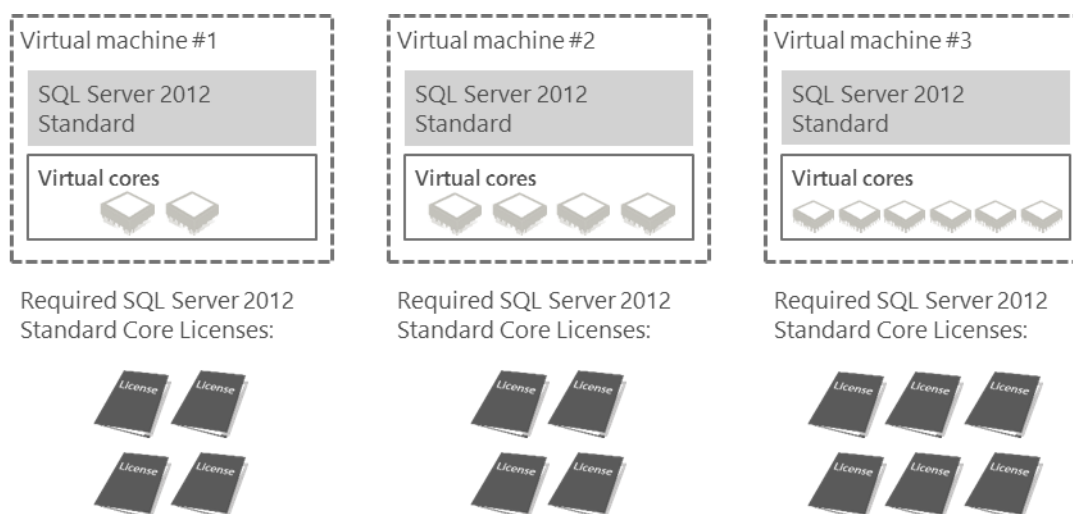 Virtual machine #1
SQL Server 2012
Standard
Virtual cores
Required SQL Server 2012
Standard Core Licenses:
License License
License License
Virtual machine #2
SQL Server 2012
Standard
Virtual cores
Required SQL Server 2012
Standard Core Licenses:
License License
License License
Virtual machine #3
SQL Server 2012
Standard
Virtual cores
Required SQL Server 2012
Standard Core Licenses:
License License License
License License License